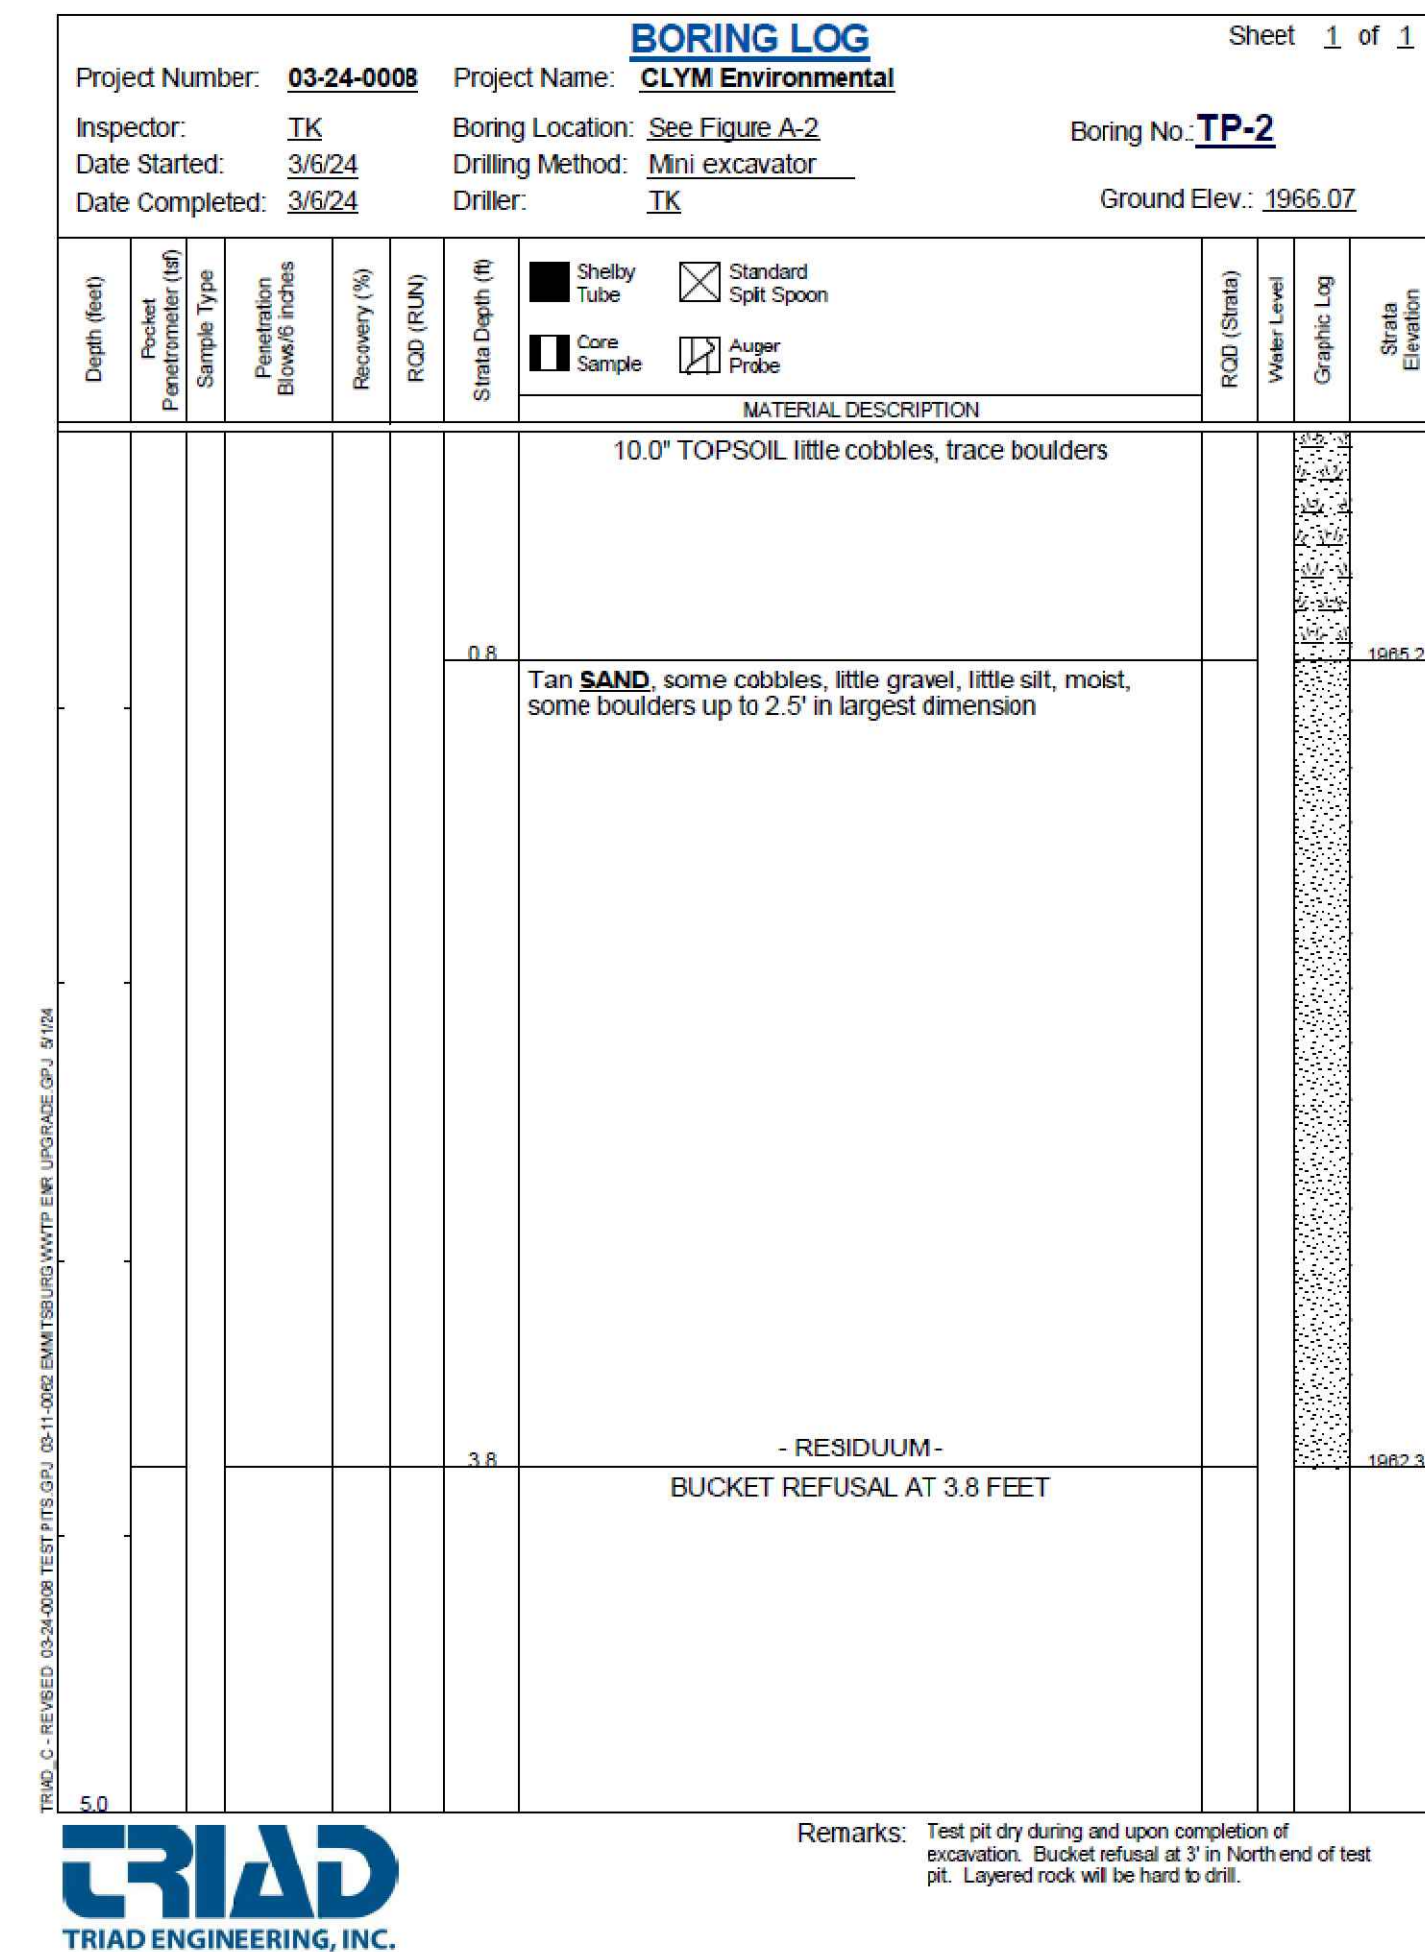 BORING LOG
Sheet 1 of 1
Project Number: 03-24-0008 Project Name: CLYM Environmental
Inspector: TK Boring Location: See Figure A-2
Boring No.: TP-2
Date Started: 3/6/24 Drilling Method: Mini excavator
Date Completed: 3/6/24 Driller: TK
Ground Elev.: 1966.07
Depth (feet)
Pocket
Penetrometer (tsf)
Sample Type
Penetration
Blows/6 inches
Recovery (%)
RQD (RUN)
Strata Depth (ft)
Shelby
Tube
Standard
Split Spoon
Core
Sample
Auger
Probe
MATERIAL DESCRIPTION
RQD (Strata)
Water Level
Graphic Log
Strata
Elevation
10.0" TOPSOIL little cobbles, trace boulders
0.8
1965.2
Tan SAND, some cobbles, little gravel, little silt, moist,
some boulders up to 2.5' in largest dimension
- RESIDUUM -
3.8
1962.3
BUCKET REFUSAL AT 3.8 FEET
5.0
TRIAD_C - REVISED 03-24-0008 TEST PITS.GPJ 03-11-0062 EMMITSBURG WWTP ENR UPGRADE.GPJ 5/1/24
Remarks: Test pit dry during and upon completion of
excavation. Bucket refusal at 3' in North end of test
pit. Layered rock will be hard to drill.
TRIAD
TRIAD ENGINEERING, INC.